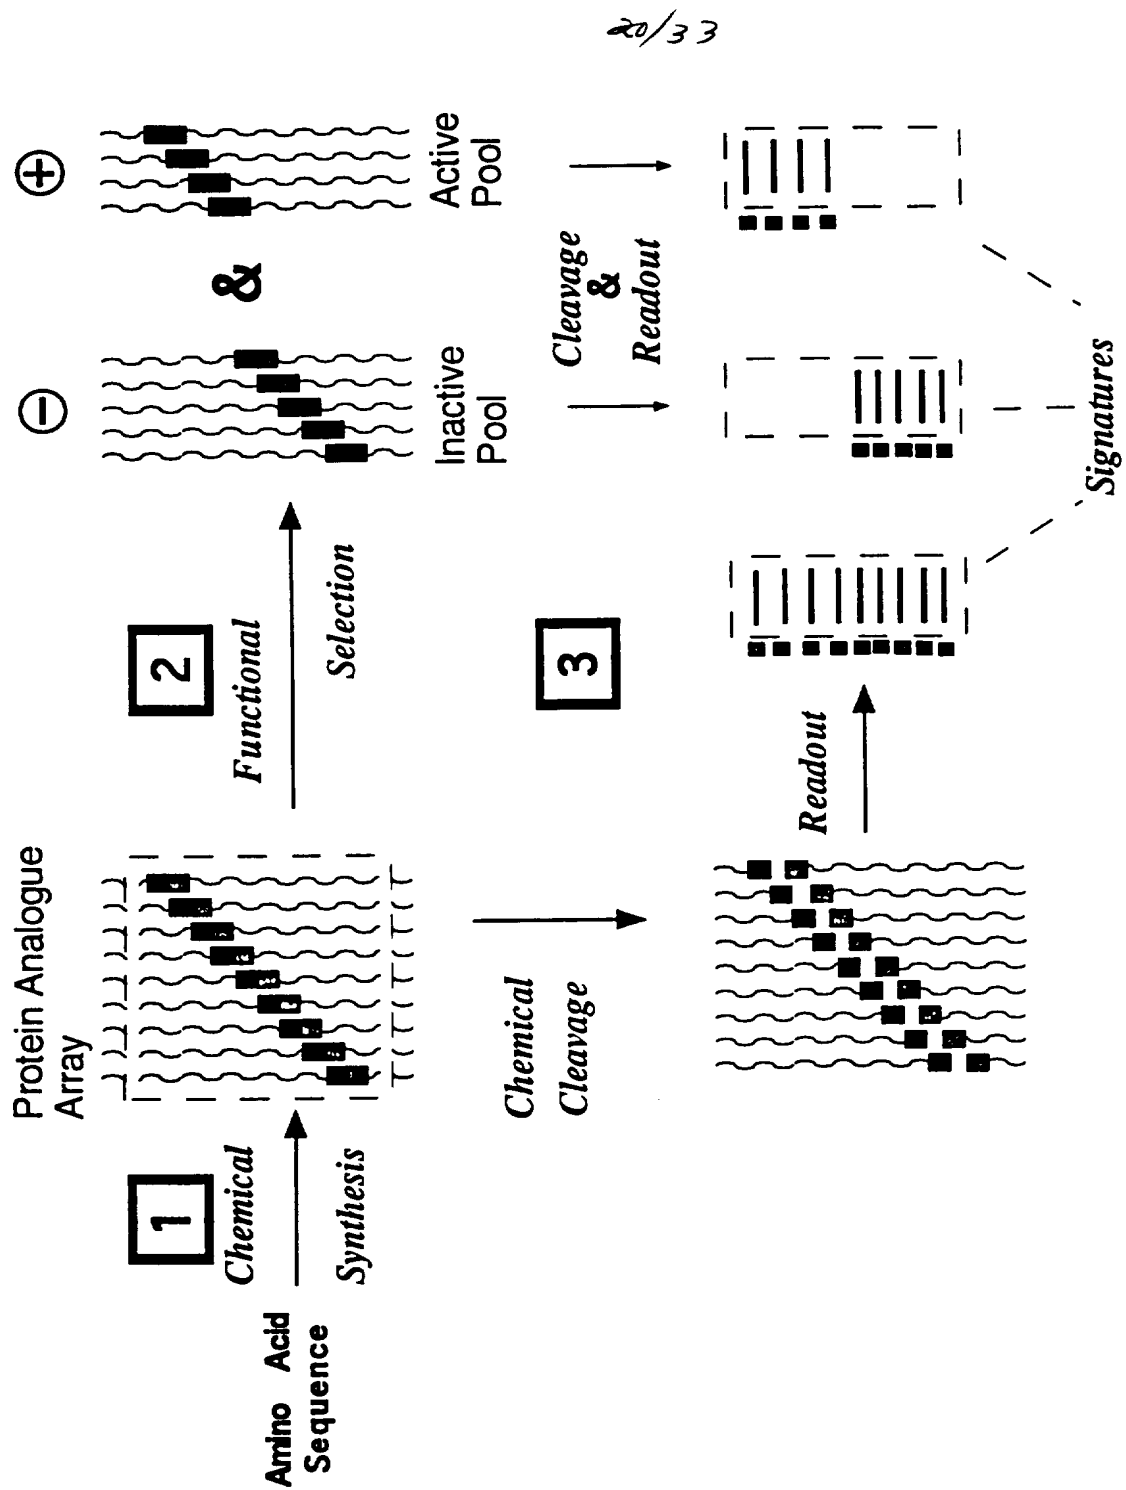 20/33
Protein Analogue
Array
1
Chemical
Synthesis
Amino Acid
Sequence
2
Functional
Selection
−
Inactive
Pool
&
+
Active
Pool
Chemical
Cleavage
3
Readout
Cleavage
&
Readout
Signatures